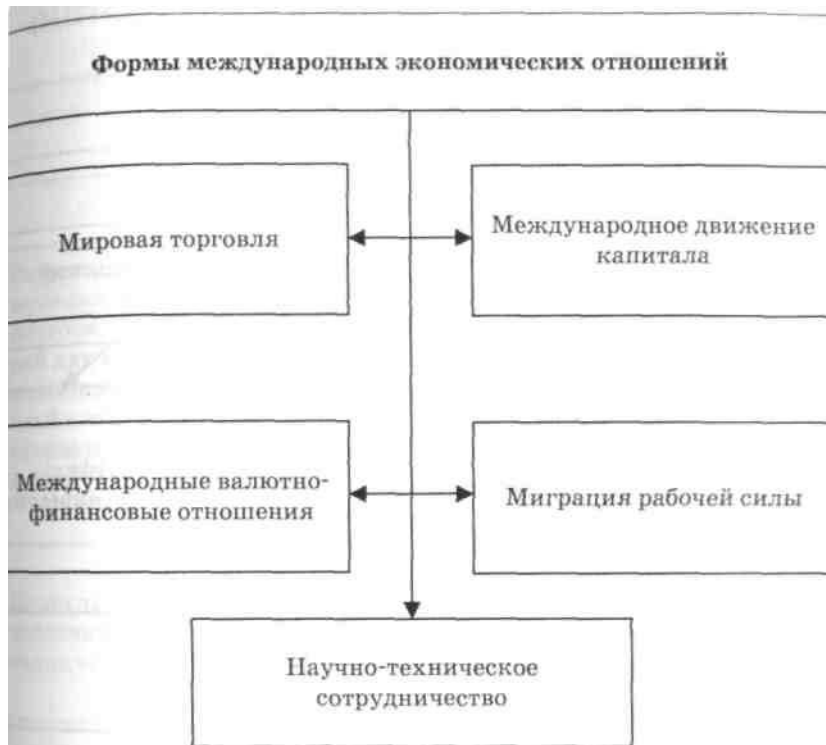 Формы международных экономических отношений
Мировая торговля
Международное движение
капитала
Международные валютно-
финансовые отношения
Миграция рабочей силы
Научно-техническое
сотрудничество